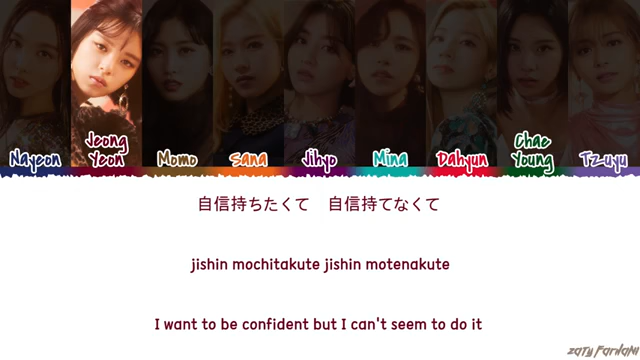 Nayeon
Jeong
Yeon
Momo
Sana
Jihyo
Mina
Dahyun
Chae
Young
Tzuyu
自信持ちたくて　自信持てなくて
jishin mochitakute jishin motenakute
I want to be confident but I can't seem to do it
zaty farhani